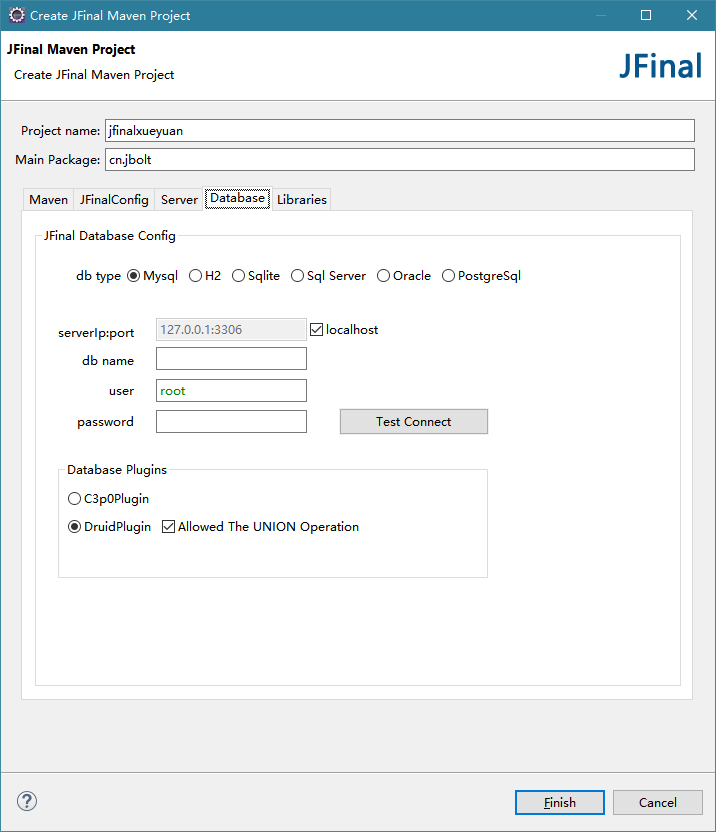 Create JFinal Maven Project
JFinal Maven Project
Create JFinal Maven Project
JFinal
Project name: jfinalxueyuan
Main Package: cn.jbolt
Maven JFinalConfig Server Database Libraries
JFinal Database Config
db type Mysql H2 Sqlite Sql Server Oracle PostgreSql
serverIp:port 127.0.0.1:3306 localhost
db name
user root
password Test Connect
Database Plugins
C3p0Plugin
DruidPlugin Allowed The UNION Operation
? Finish Cancel